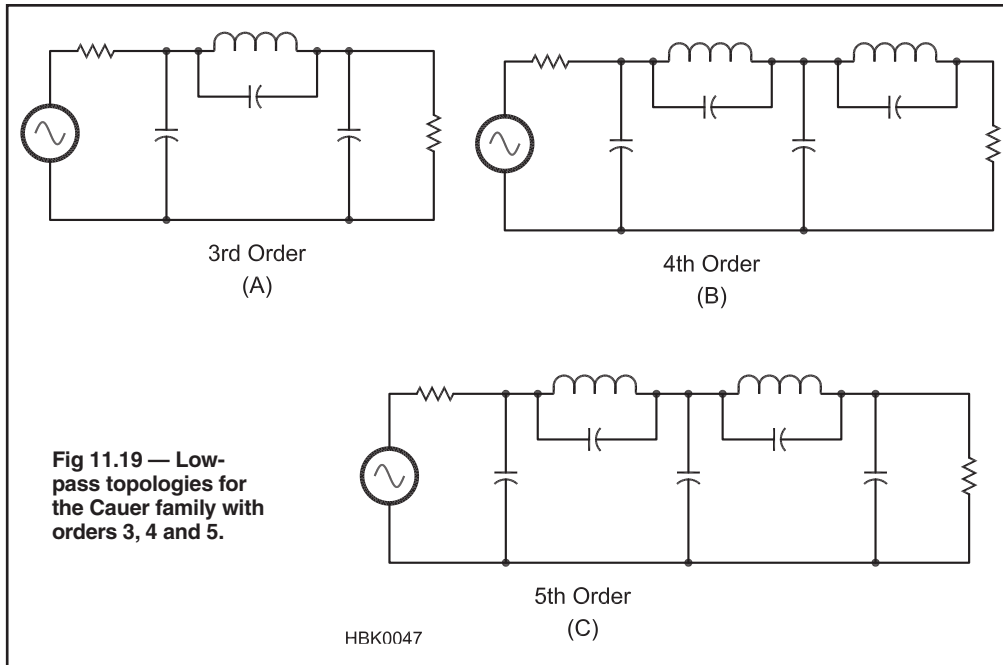 3rd Order
(A)
4th Order
(B)
Fig 11.19 — Low-
pass topologies for
the Cauer family with
orders 3, 4 and 5.
5th Order
(C)
HBK0047